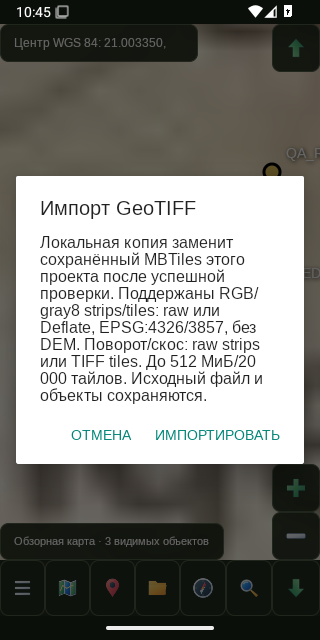 10:45
Центр WGS 84: 21.003350,
Импорт GeoTIFF
Локальная копия заменит
сохранённый MBTiles этого
проекта после успешной
проверки. Поддержаны RGB/
gray8 strips/tiles: raw или
Deflate, EPSG:4326/3857, без
DEM. Поворот/скос: raw strips
или TIFF tiles. До 512 МиБ/20
000 тайлов. Исходный файл и
объекты сохраняются.
ОТМЕНА ИМПОРТИРОВАТЬ
Обзорная карта · 3 видимых объектов